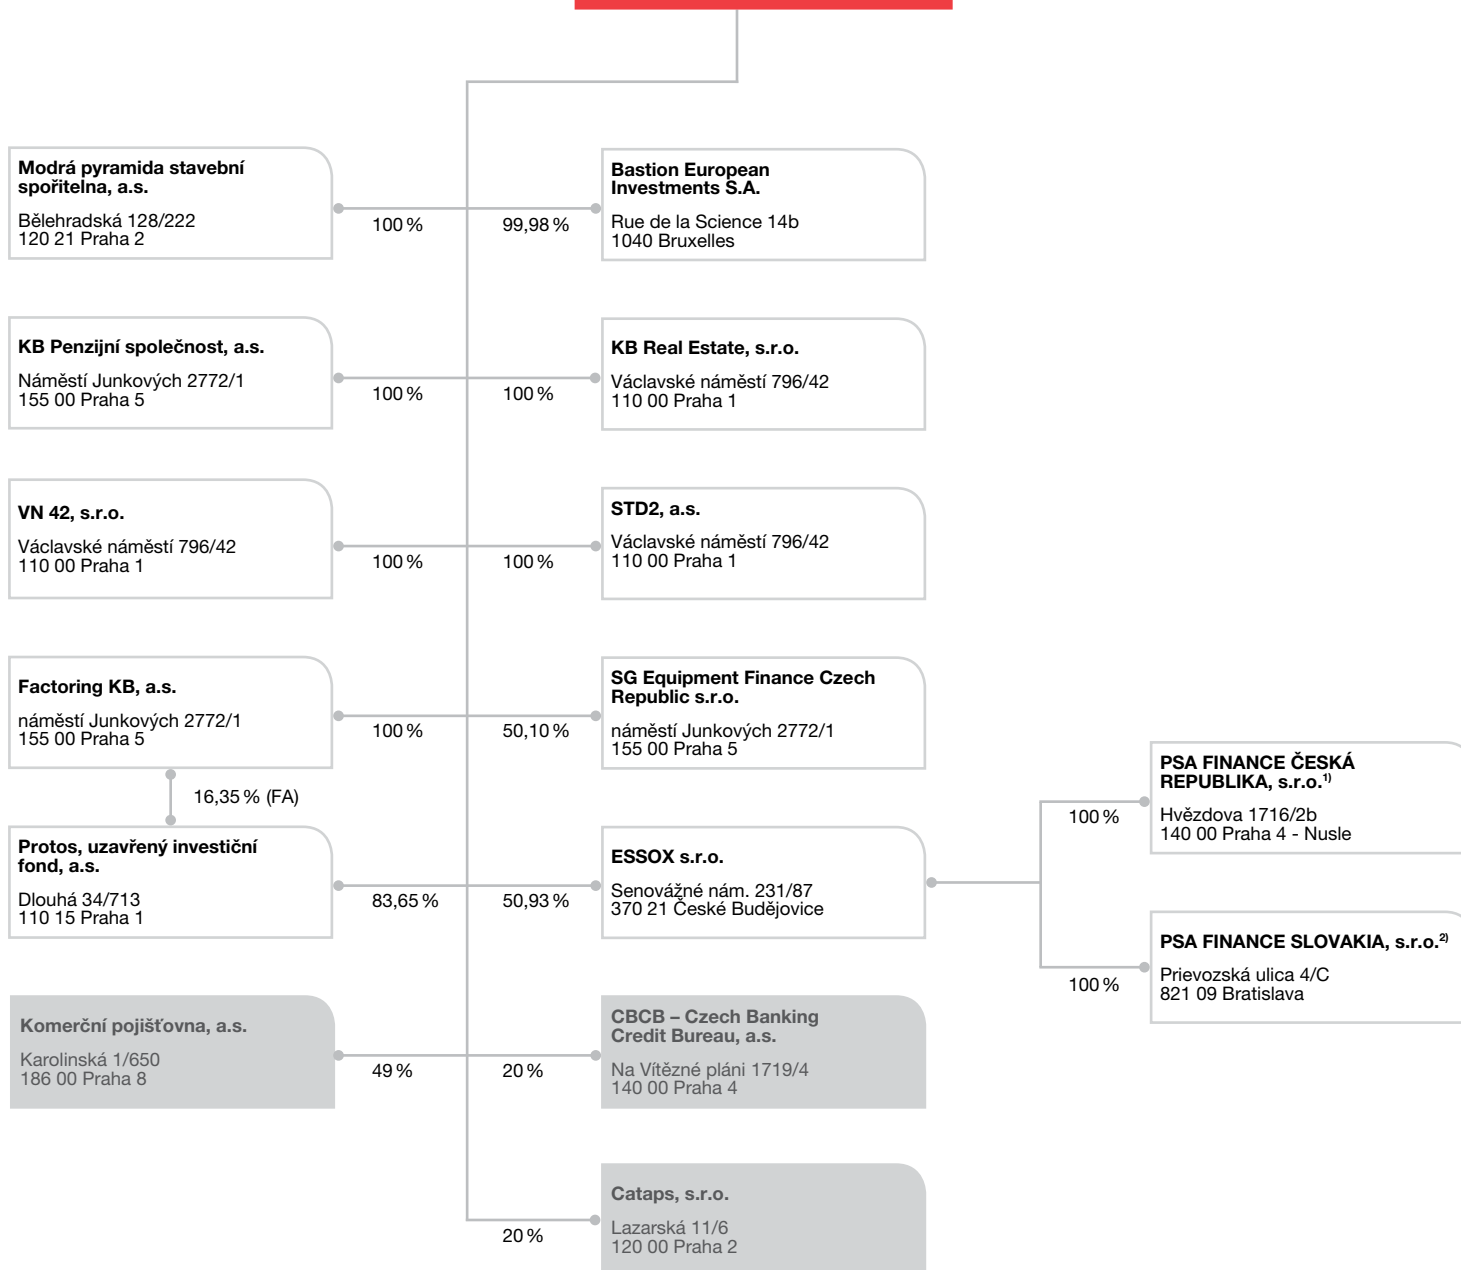 Modrá pyramida stavební
spořitelna, a.s.
Bělehradská 128/222
120 21 Praha 2
100 %
99,98 %
Bastion European
Investments S.A.
Rue de la Science 14b
1040 Bruxelles
KB Penzijní společnost, a.s.
Náměstí Junkových 2772/1
155 00 Praha 5
100 %
100 %
KB Real Estate, s.r.o.
Václavské náměstí 796/42
110 00 Praha 1
VN 42, s.r.o.
Václavské náměstí 796/42
110 00 Praha 1
100 %
100 %
STD2, a.s.
Václavské náměstí 796/42
110 00 Praha 1
Factoring KB, a.s.
náměstí Junkových 2772/1
155 00 Praha 5
100 %
50,10 %
SG Equipment Finance Czech
Republic s.r.o.
náměstí Junkových 2772/1
155 00 Praha 5
16,35 % (FA)
Protos, uzavřený investiční
fond, a.s.
Dlouhá 34/713
110 15 Praha 1
83,65 %
50,93 %
ESSOX s.r.o.
Senovážné nám. 231/87
370 21 České Budějovice
100 %
PSA FINANCE ČESKÁ
REPUBLIKA, s.r.o.¹⁾
Hvězdova 1716/2b
140 00 Praha 4 - Nusle
100 %
PSA FINANCE SLOVAKIA, s.r.o.²⁾
Prievozská ulica 4/C
821 09 Bratislava
Komerční pojišťovna, a.s.
Karolinská 1/650
186 00 Praha 8
49 %
20 %
CBCB – Czech Banking
Credit Bureau, a.s.
Na Vítězné pláni 1719/4
140 00 Praha 4
20 %
Cataps, s.r.o.
Lazarská 11/6
120 00 Praha 2